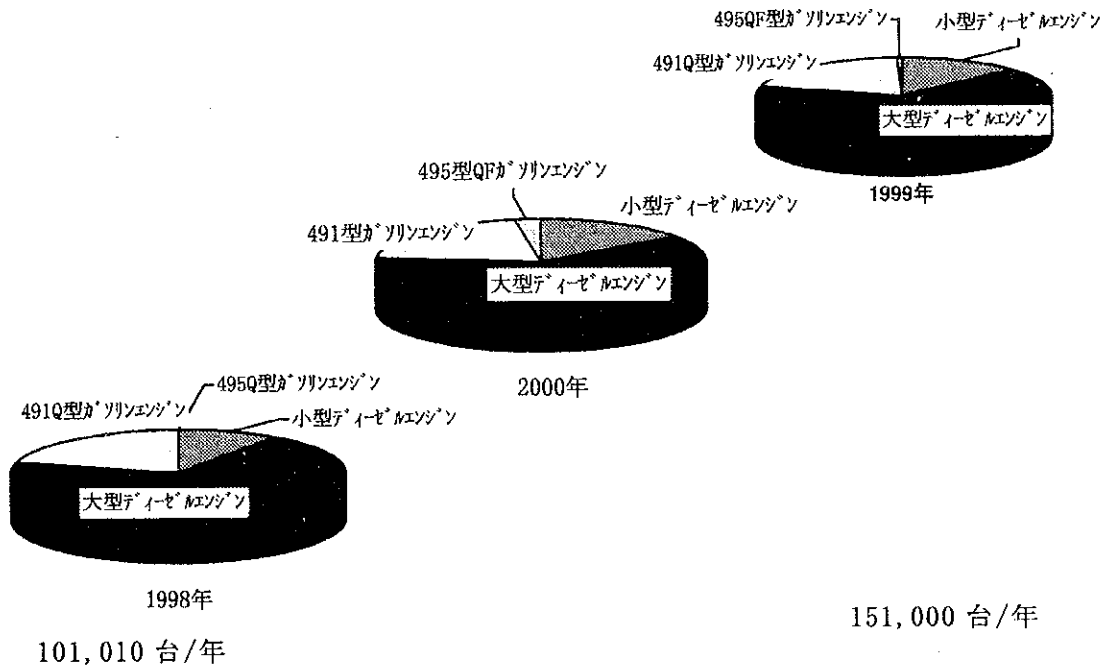 495QF型ｶﾞｿﾘﾝｴﾝｼﾞﾝ
小型ﾃﾞｨｰｾﾞﾙｴﾝｼﾞﾝ
491Q型ｶﾞｿﾘﾝｴﾝｼﾞﾝ
大型ﾃﾞｨｰｾﾞﾙｴﾝｼﾞﾝ
1999年
495型QFｶﾞｿﾘﾝｴﾝｼﾞﾝ
小型ﾃﾞｨｰｾﾞﾙｴﾝｼﾞﾝ
491型ｶﾞｿﾘﾝｴﾝｼﾞﾝ
大型ﾃﾞｨｰｾﾞﾙｴﾝｼﾞﾝ
2000年
495Q型ｶﾞｿﾘﾝｴﾝｼﾞﾝ
491Q型ｶﾞｿﾘﾝｴﾝｼﾞﾝ
小型ﾃﾞｨｰｾﾞﾙｴﾝｼﾞﾝ
大型ﾃﾞｨｰｾﾞﾙｴﾝｼﾞﾝ
1998年
151,000 台/年
101,010 台/年